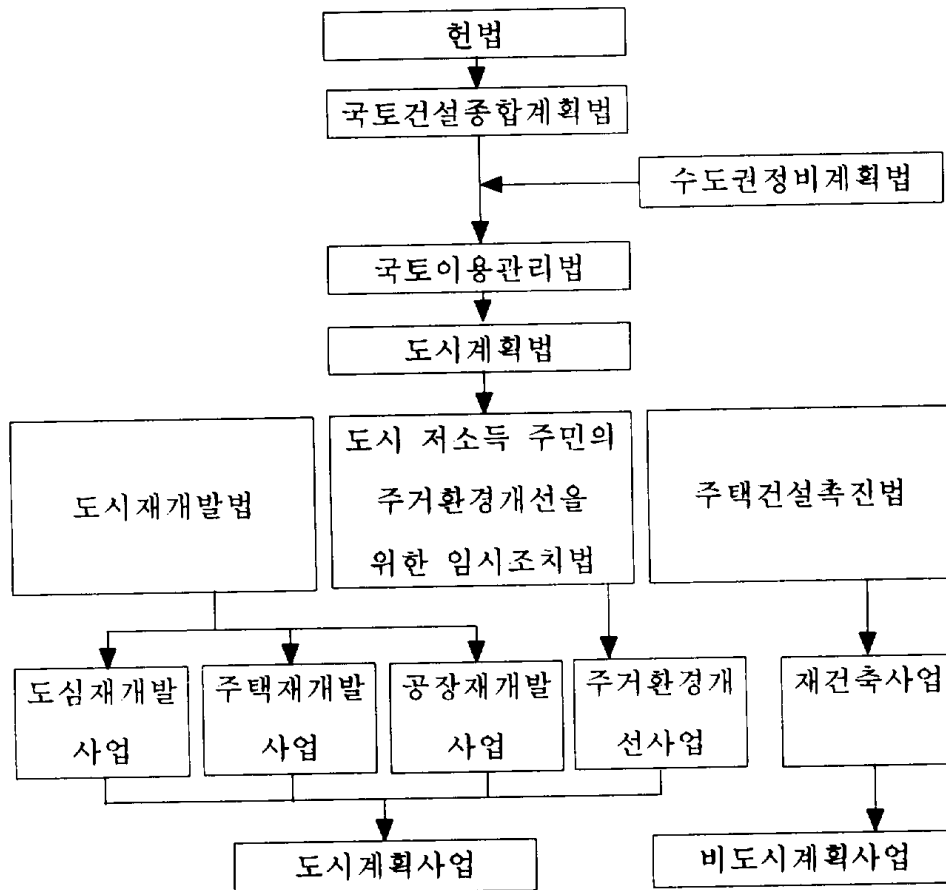 헌법
국토건설종합계획법
수도권정비계획법
국토이용관리법
도시계획법
도시재개발법
도시 저소득 주민의
주거환경개선을
위한 임시조치법
주택건설촉진법
도심재개발
사업
주택재개발
사업
공장재개발
사업
주거환경개
선사업
재건축사업
도시계획사업
비도시계획사업